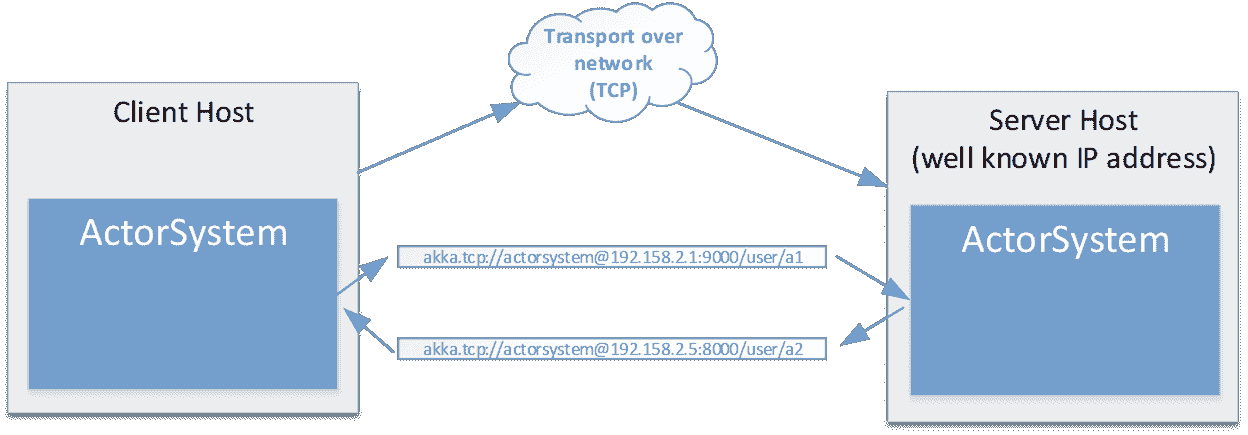 Transport over
network
(TCP)
Client Host
Server Host
(well known IP address)
ActorSystem
ActorSystem
akka.tcp://actorsystem@192.158.2.1:9000/user/a1
akka.tcp://actorsystem@192.158.2.5:8000/user/a2